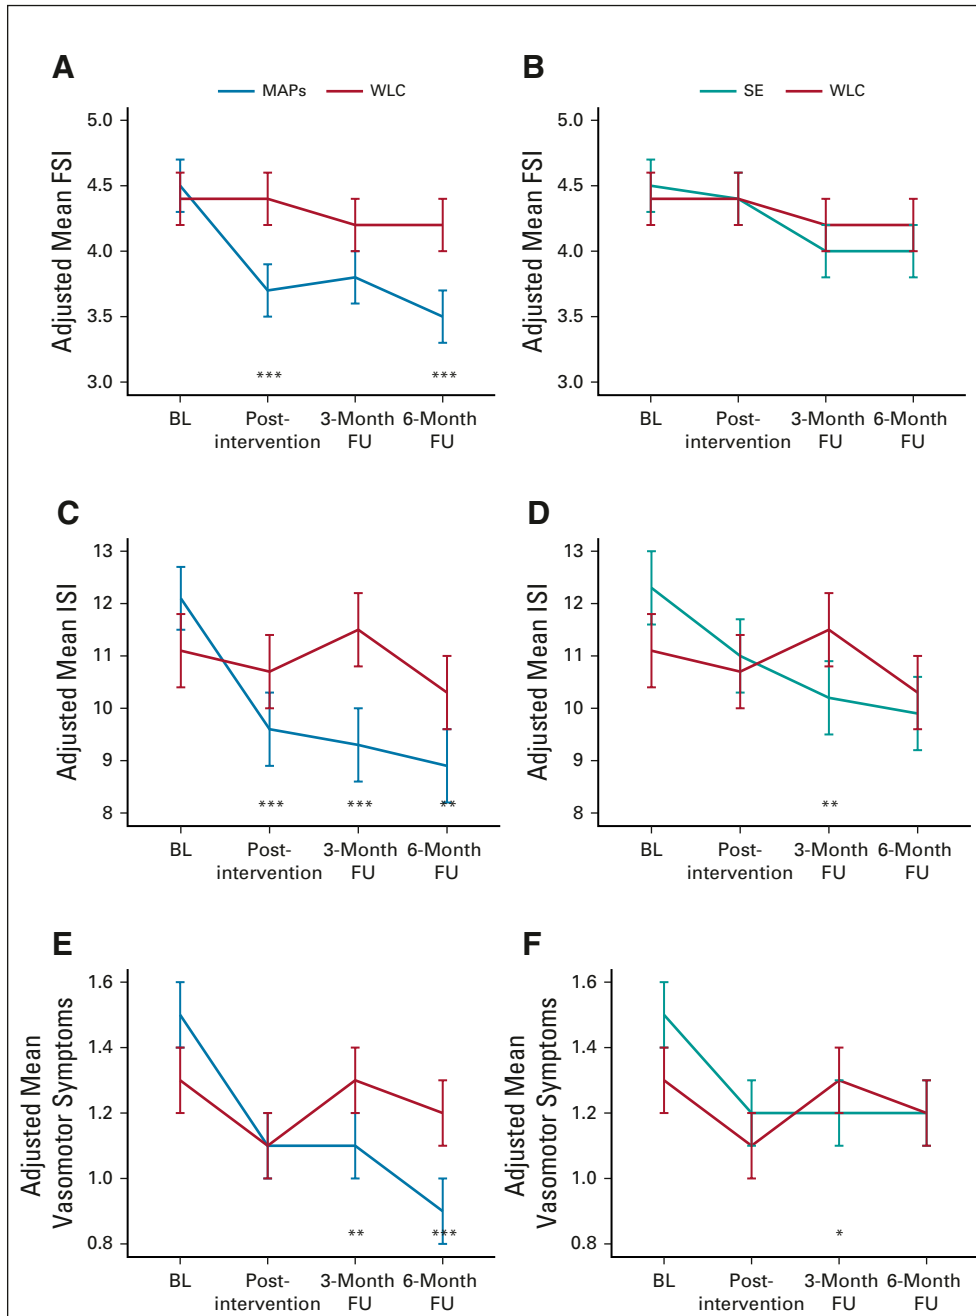 A
B
MAPs WLC
SE WLC
Adjusted Mean FSI
5.0
4.5
4.0
3.5
3.0
*** ***
BL Post-intervention 3-Month FU 6-Month FU
Adjusted Mean FSI
5.0
4.5
4.0
3.5
3.0
BL Post-intervention 3-Month FU 6-Month FU
C
D
Adjusted Mean ISI
13
12
11
10
9
8
*** *** **
BL Post-intervention 3-Month FU 6-Month FU
Adjusted Mean ISI
13
12
11
10
9
8
**
BL Post-intervention 3-Month FU 6-Month FU
E
F
Adjusted Mean
Vasomotor Symptoms
1.6
1.4
1.2
1.0
0.8
** ***
BL Post-intervention 3-Month FU 6-Month FU
Adjusted Mean
Vasomotor Symptoms
1.6
1.4
1.2
1.0
0.8
*
BL Post-intervention 3-Month FU 6-Month FU